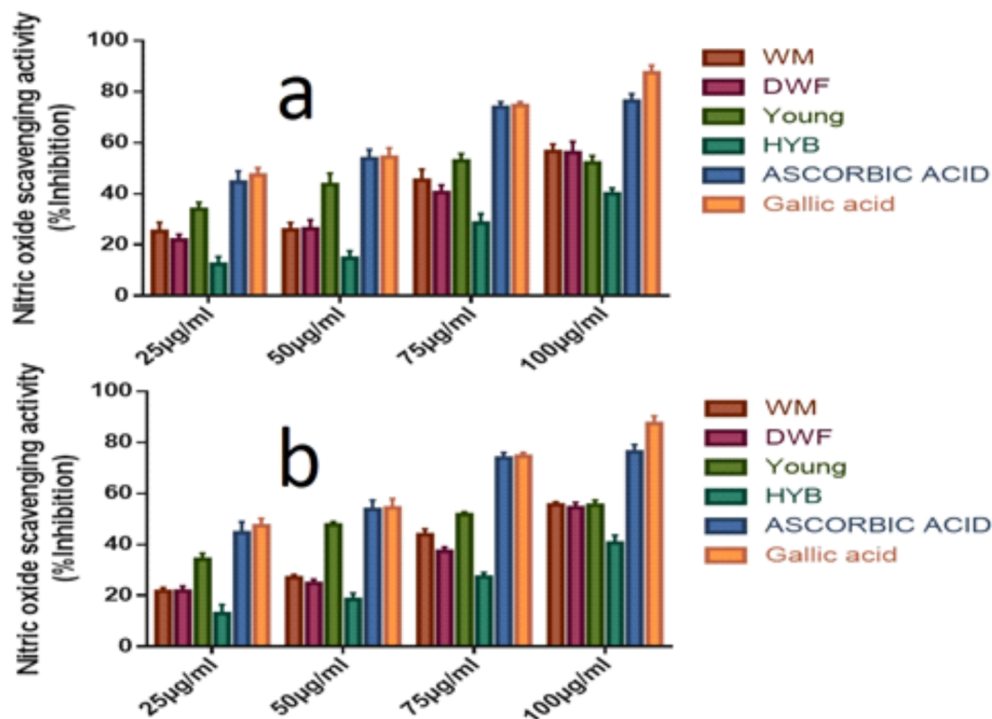 Nitric oxide scavenging activity
(%Inhibition)
100
80
60
40
20
0
a
25µg/ml
50µg/ml
75µg/ml
100µg/ml
WM
DWF
Young
HYB
ASCORBIC ACID
Gallic acid
Nitric oxide scavenging activity
(%Inhibition)
100
80
60
40
20
0
b
25µg/ml
50µg/ml
75µg/ml
100µg/ml
WM
DWF
Young
HYB
ASCORBIC ACID
Gallic acid